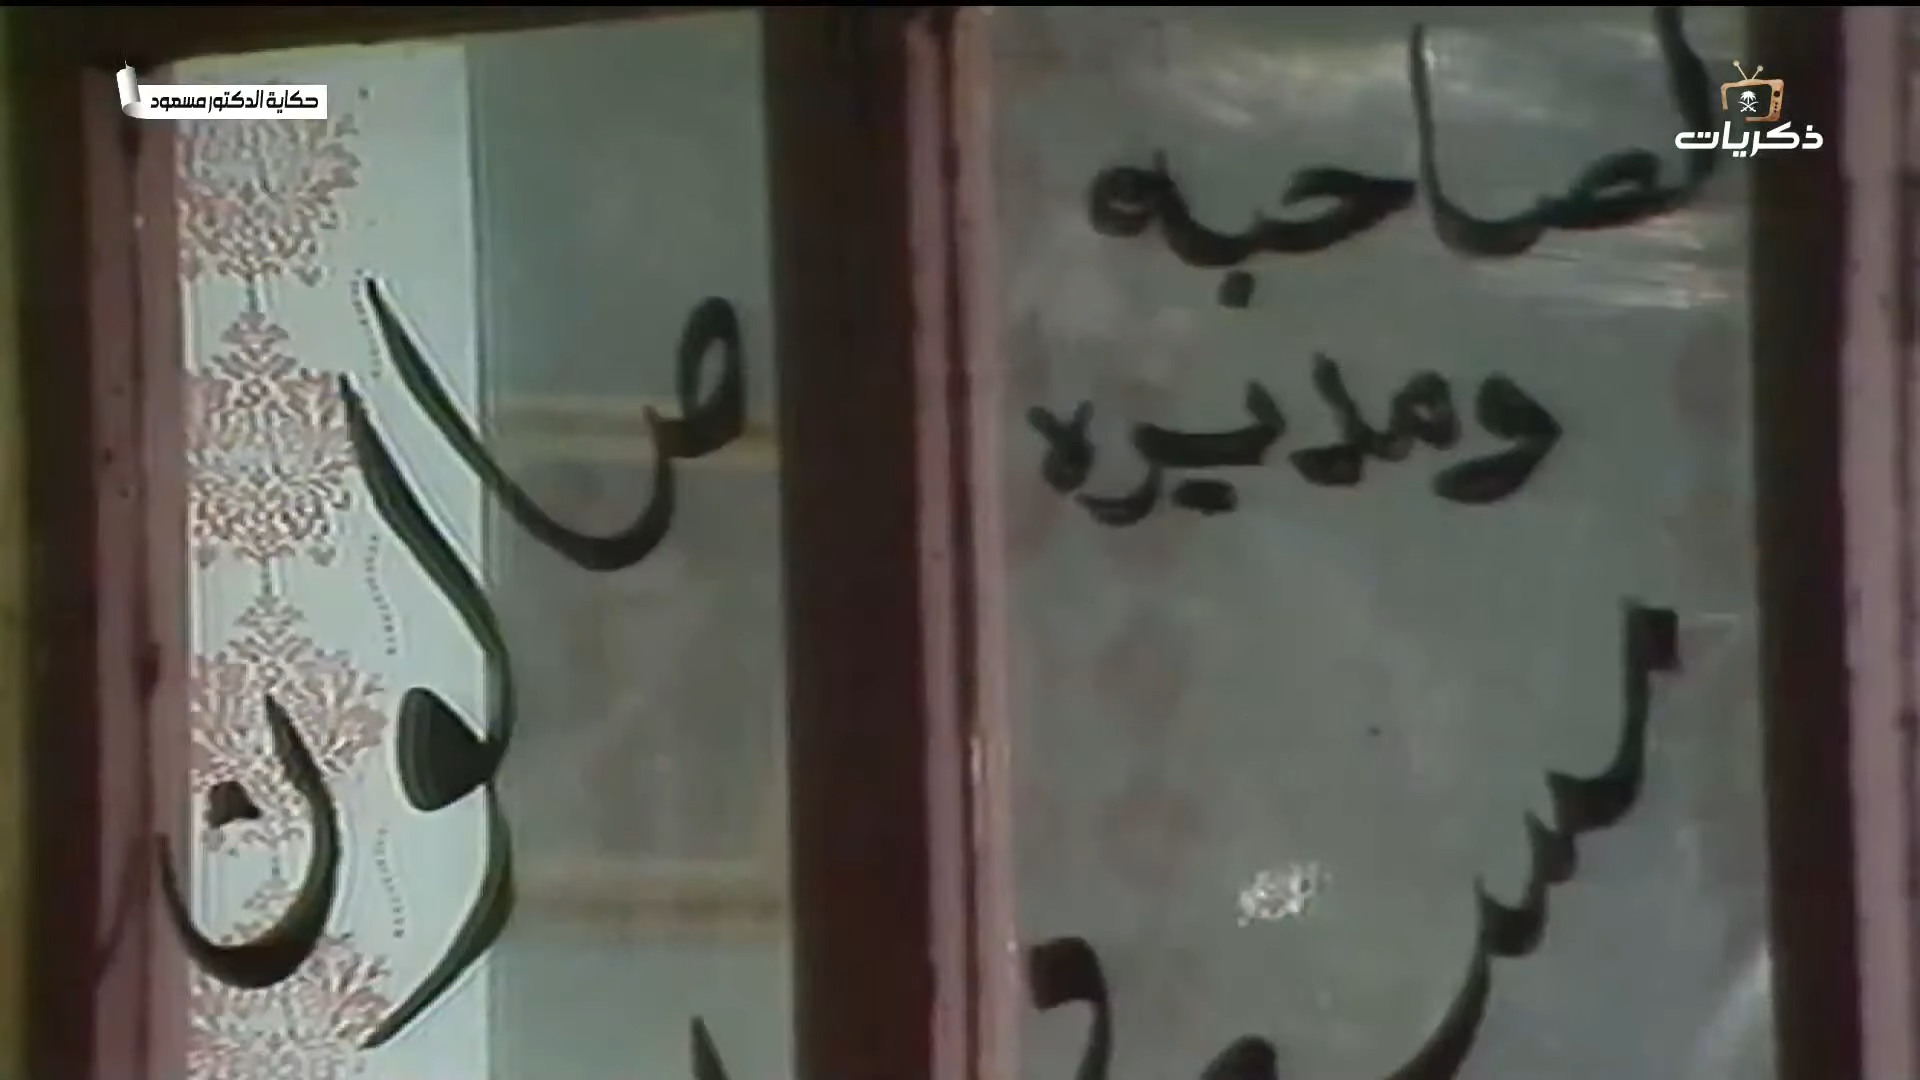 حكاية الدكتور مسعود
ذكريات
لصاحبه
ومديره
صالون